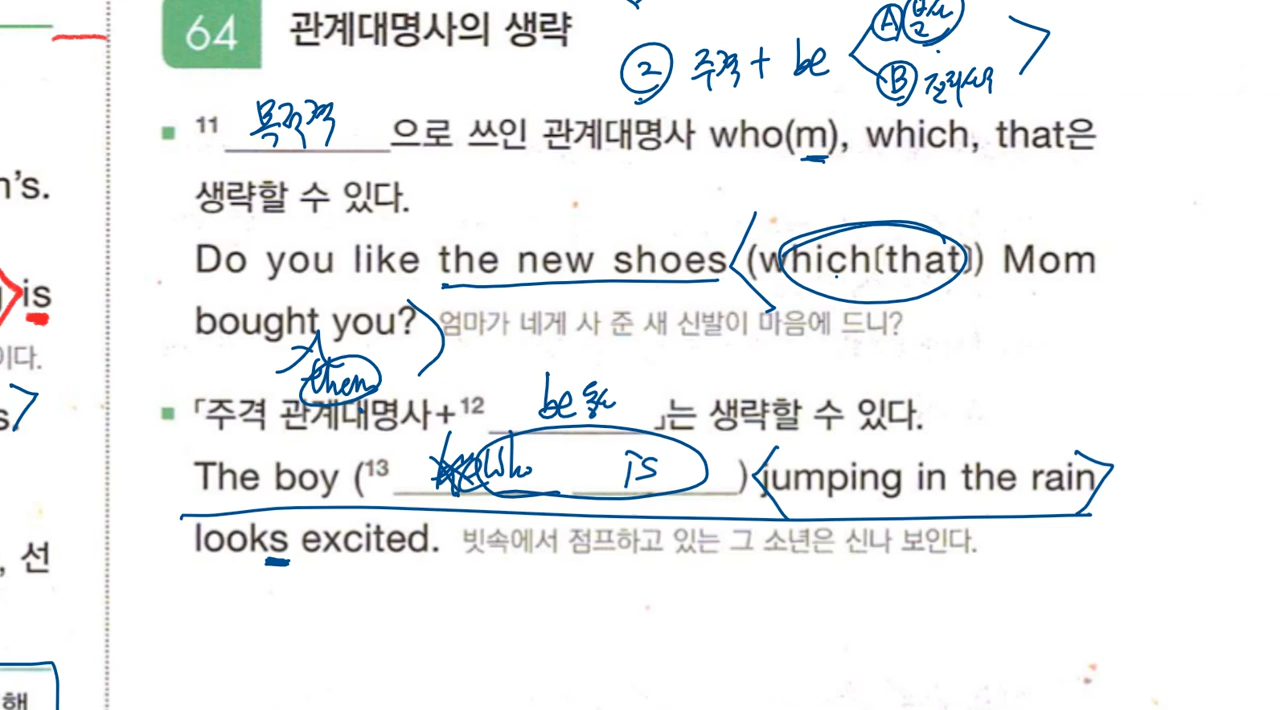 64 관계대명사의 생략
② 주격 + be
Ⓐ 분사
Ⓑ 전치사구
11 목적격 으로 쓰인 관계대명사 who(m), which, that은
생략할 수 있다.
Do you like the new shoes (which[that]) Mom
bought you? 엄마가 네게 사 준 새 신발이 마음에 드니?
them
「주격 관계대명사+12 be동사」는 생략할 수 있다.
The boy (13 who is) jumping in the rain
looks excited. 빗속에서 점프하고 있는 그 소년은 신나 보인다.
n's.
is
이다.
s
, 선
행